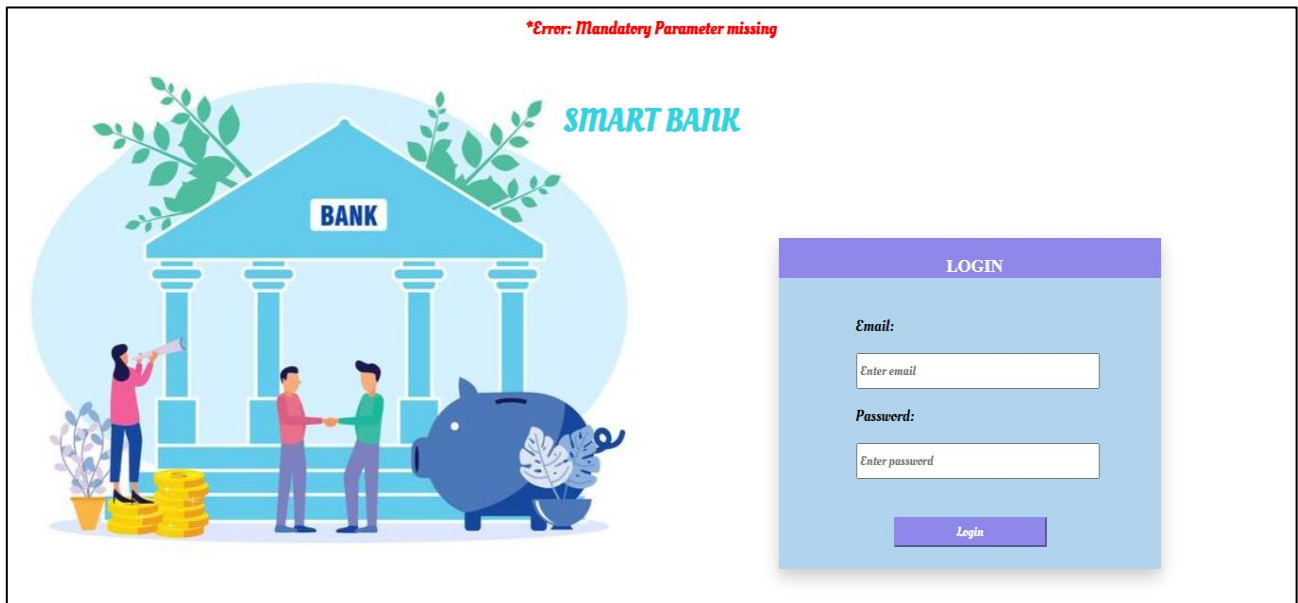 *Error: Mandatory Parameter missing
SMART BANK
BANK
LOGIN
Email:
Enter email
Password:
Enter password
Login